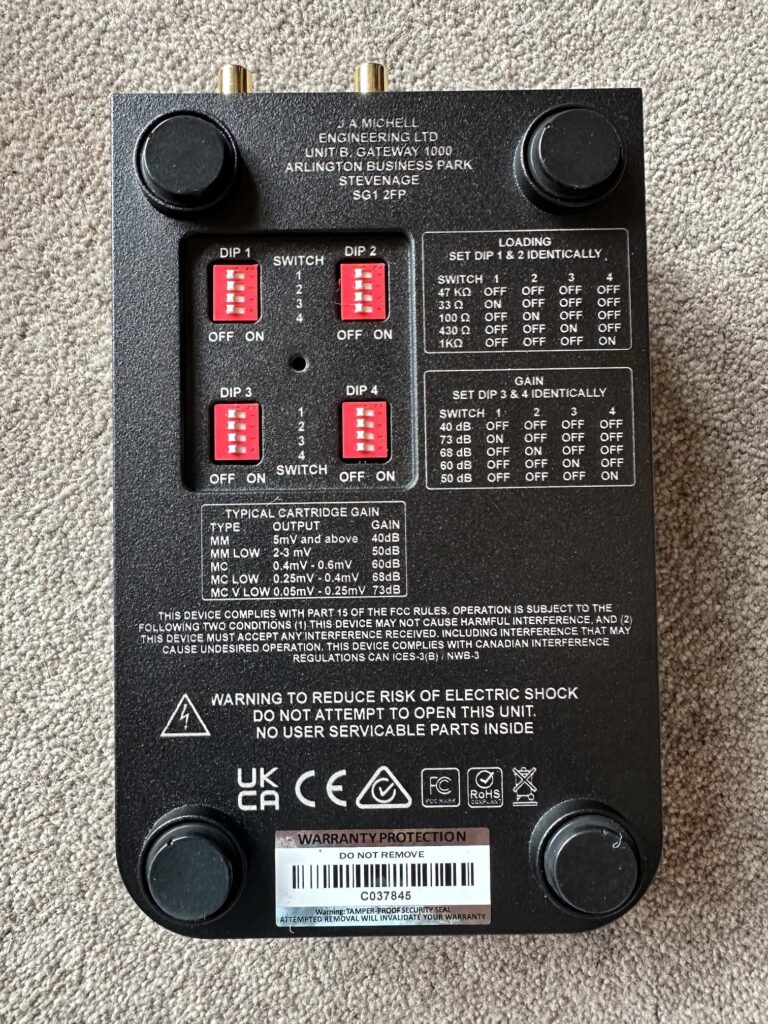 J.A.MICHELL
ENGINEERING LTD
UNIT B, GATEWAY 1000
ARLINGTON BUSINESS PARK
STEVENAGE
SG1 2FP
DIP 1
SWITCH
DIP 2
1
2
3
4
OFF ON
OFF ON
DIP 3
DIP 4
1
2
3
4
SWITCH
OFF ON
OFF ON
LOADING
SET DIP 1 & 2 IDENTICALLY
SWITCH 1 2 3 4
47 KΩ OFF OFF OFF OFF
33 Ω ON OFF OFF OFF
100 Ω OFF ON OFF OFF
430 Ω OFF OFF ON OFF
1KΩ OFF OFF OFF ON
GAIN
SET DIP 3 & 4 IDENTICALLY
SWITCH 1 2 3 4
40 dB OFF OFF OFF OFF
73 dB ON OFF OFF OFF
68 dB OFF ON OFF OFF
60 dB OFF OFF ON OFF
50 dB OFF OFF OFF ON
TYPICAL CARTRIDGE GAIN
TYPE OUTPUT GAIN
MM 5mV and above 40dB
MM LOW 2-3 mV 50dB
MC 0.4mV - 0.6mV 60dB
MC LOW 0.25mV - 0.4mV 68dB
MC V LOW 0.05mV - 0.25mV 73dB
THIS DEVICE COMPLIES WITH PART 15 OF THE FCC RULES. OPERATION IS SUBJECT TO THE
FOLLOWING TWO CONDITIONS (1) THIS DEVICE MAY NOT CAUSE HARMFUL INTERFERENCE, AND (2)
THIS DEVICE MUST ACCEPT ANY INTERFERENCE RECEIVED. INCLUDING INTERFERENCE THAT MAY
CAUSE UNDESIRED OPERATION. THIS DEVICE COMPLIES WITH CANADIAN INTERFERENCE
REGULATIONS CAN ICES-3(B) / NWB-3
WARNING TO REDUCE RISK OF ELECTRIC SHOCK
DO NOT ATTEMPT TO OPEN THIS UNIT.
NO USER SERVICABLE PARTS INSIDE
UK
CA
CE
FC
FCC MARK
RoHS
COMPLIANT
WARRANTY PROTECTION
DO NOT REMOVE
C037845
Warning: TAMPER-PROOF SECURITY SEAL
ATTEMPTED REMOVAL WILL INVALIDATE YOUR WARRANTY